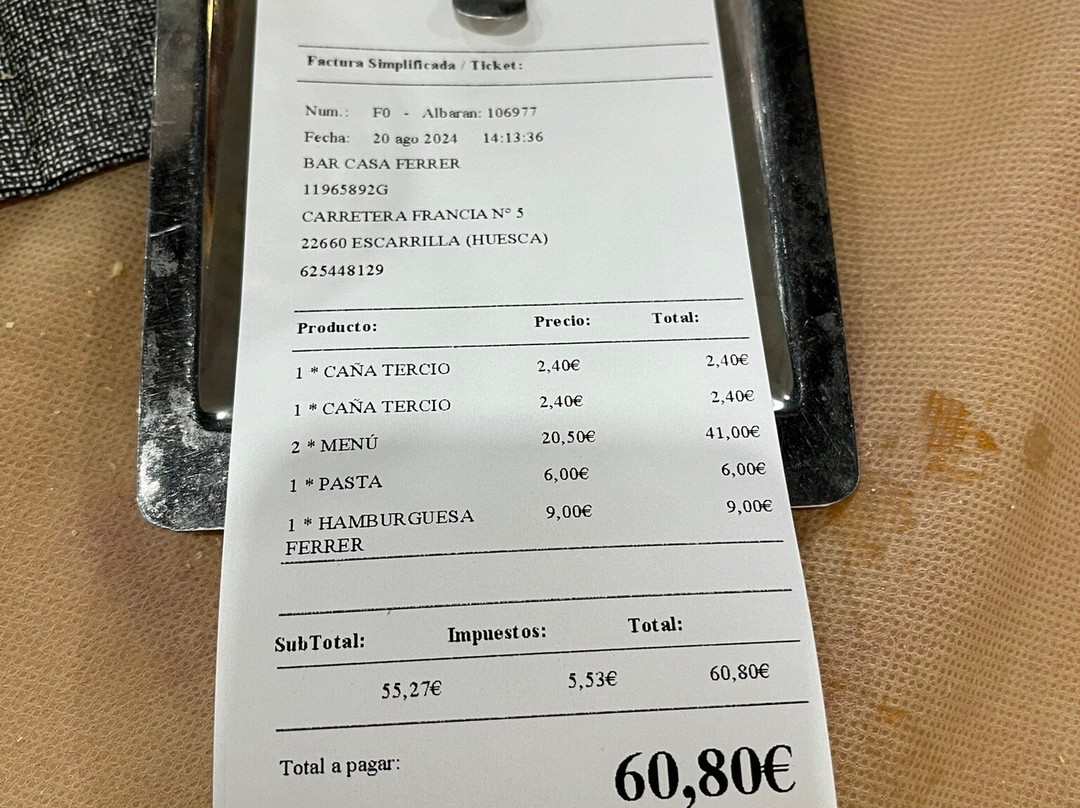 Factura Simplificada / Ticket:
Num.: F0 - Albaran: 106977
Fecha: 20 ago 2024 14:13:36
BAR CASA FERRER
11965892G
CARRETERA FRANCIA Nº 5
22660 ESCARRILLA (HUESCA)
625448129
Producto: Precio: Total:
1 * CAÑA TERCIO 2,40€ 2,40€
1 * CAÑA TERCIO 2,40€ 2,40€
2 * MENÚ 20,50€ 41,00€
1 * PASTA 6,00€ 6,00€
1 * HAMBURGUESA 9,00€ 9,00€
FERRER
SubTotal: Impuestos: Total:
55,27€ 5,53€ 60,80€
Total a pagar: 60,80€